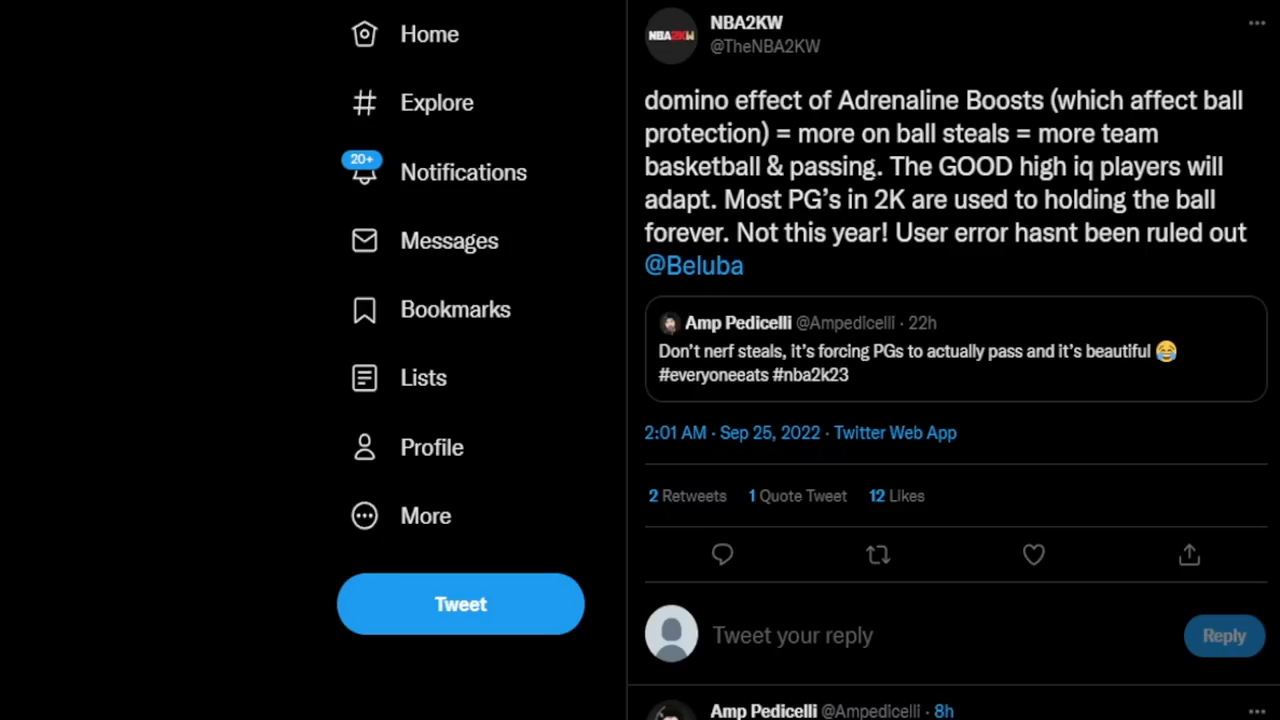 Home
Explore
20+
Notifications
Messages
Bookmarks
Lists
Profile
More
Tweet
NBA2KW
NBA2KW
@TheNBA2KW
domino effect of Adrenaline Boosts (which affect ball
protection) = more on ball steals = more team
basketball & passing. The GOOD high iq players will
adapt. Most PG’s in 2K are used to holding the ball
forever. Not this year! User error hasnt been ruled out
@Beluba
Amp Pedicelli @Ampedicelli · 22h
Don’t nerf steals, it’s forcing PGs to actually pass and it’s beautiful 😂
#everyoneeats #nba2k23
2:01 AM · Sep 25, 2022 · Twitter Web App
2 Retweets 1 Quote Tweet 12 Likes
Tweet your reply
Reply
Amp Pedicelli @Ampedicelli · 8h